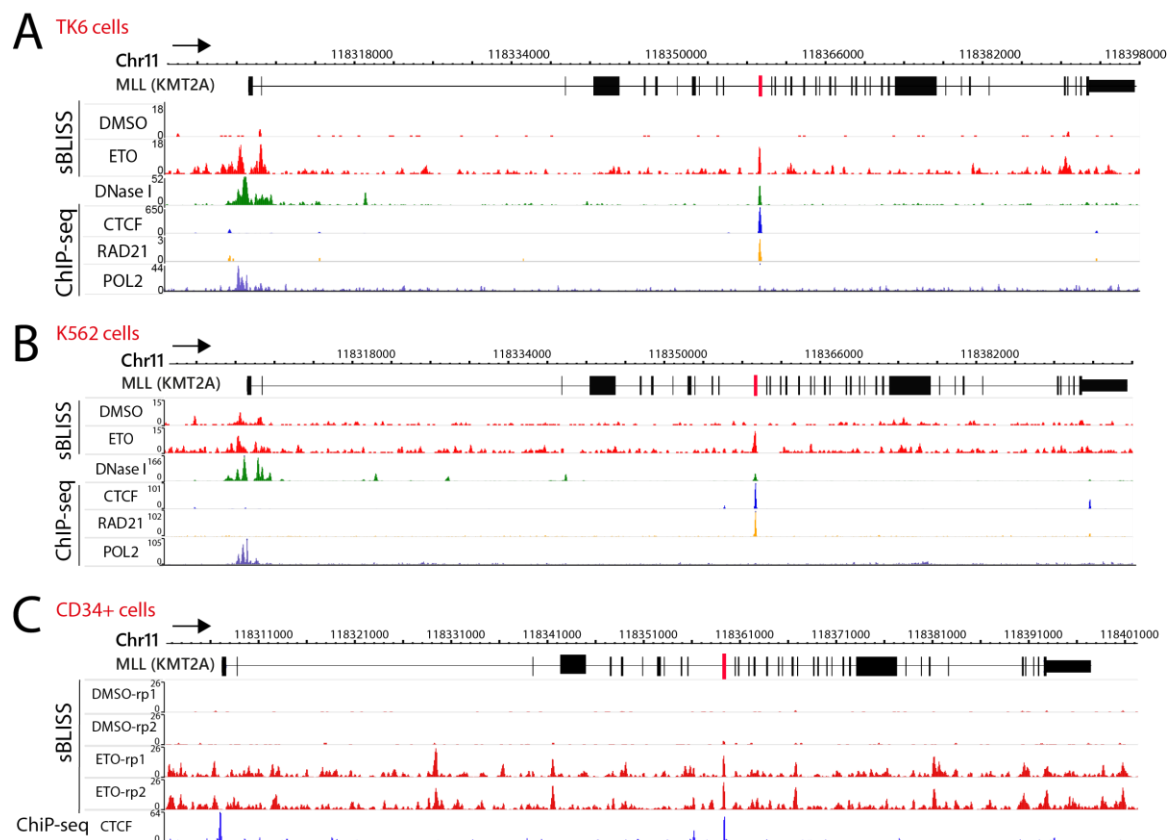 A TK6 cells
Chr11 118318000 118334000 118350000 118366000 118382000 118398000
MLL (KMT2A)
sBLISS
DMSO 18 0
ETO 18 0
DNase I 52 0
ChIP-seq
CTCF 650 0
RAD21 3 0
POL2 44 0
B K562 cells
Chr11 118318000 118334000 118350000 118366000 118382000
MLL (KMT2A)
sBLISS
DMSO 15 0
ETO 15 0
DNase I 166 0
ChIP-seq
CTCF 101 0
RAD21 102 0
POL2 105 0
C CD34+ cells
Chr11 118311000 118321000 118331000 118341000 118351000 118361000 118371000 118381000 118391000 118401000
MLL (KMT2A)
sBLISS
DMSO-rp1 26 0
DMSO-rp2 26 0
ETO-rp1 26 0
ETO-rp2 26 0
ChIP-seq CTCF 64 0